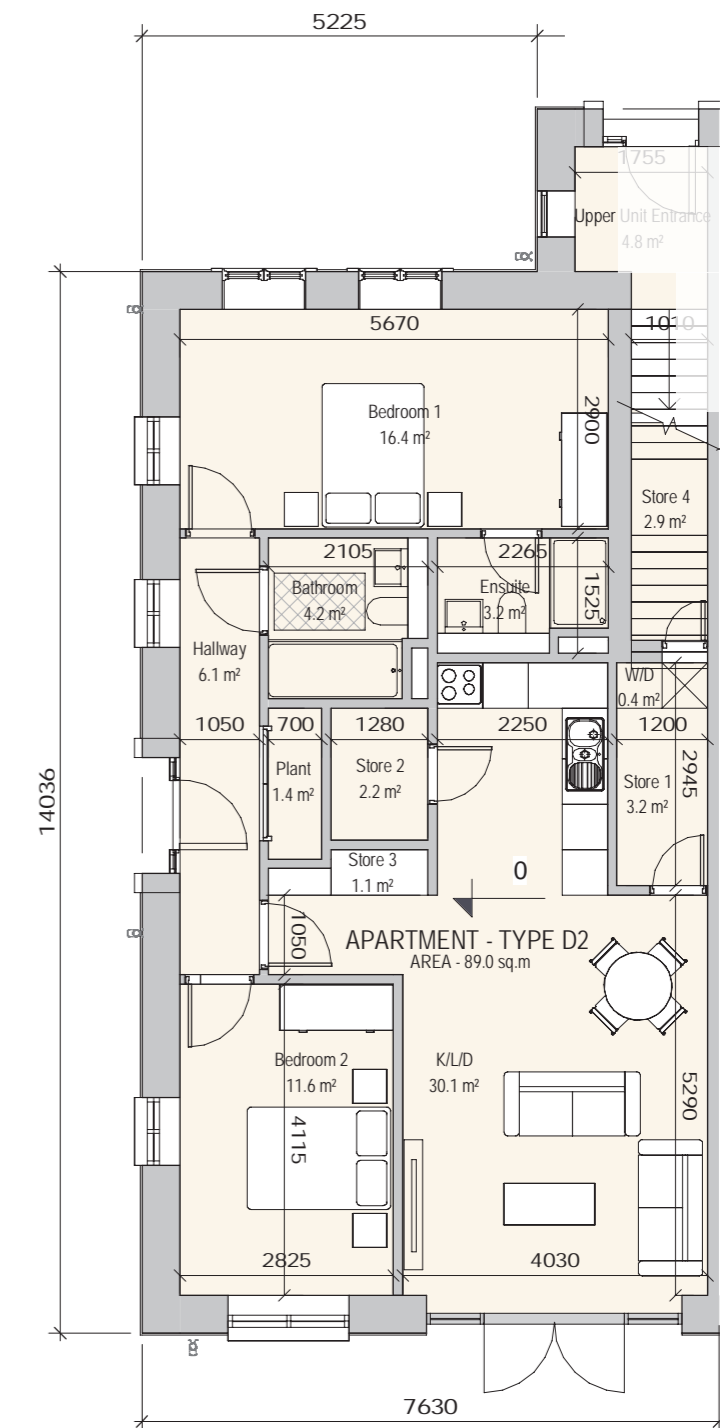 5225
1755
Upper Unit Entrance
4.8 m²
5670
1010
Bedroom 1
16.4 m²
2900
Store 4
2.9 m²
2105
2265
Bathroom
4.2 m²
Ensuite
3.2 m²
1525
Hallway
6.1 m²
W/D
0.4 m²
1050
700
1280
2250
1200
Plant
1.4 m²
Store 2
2.2 m²
Store 1
3.2 m²
2945
14036
Store 3
1.1 m²
0
1050
APARTMENT - TYPE D2
AREA - 89.0 sq.m
Bedroom 2
11.6 m²
K/L/D
30.1 m²
4115
5290
2825
4030
7630